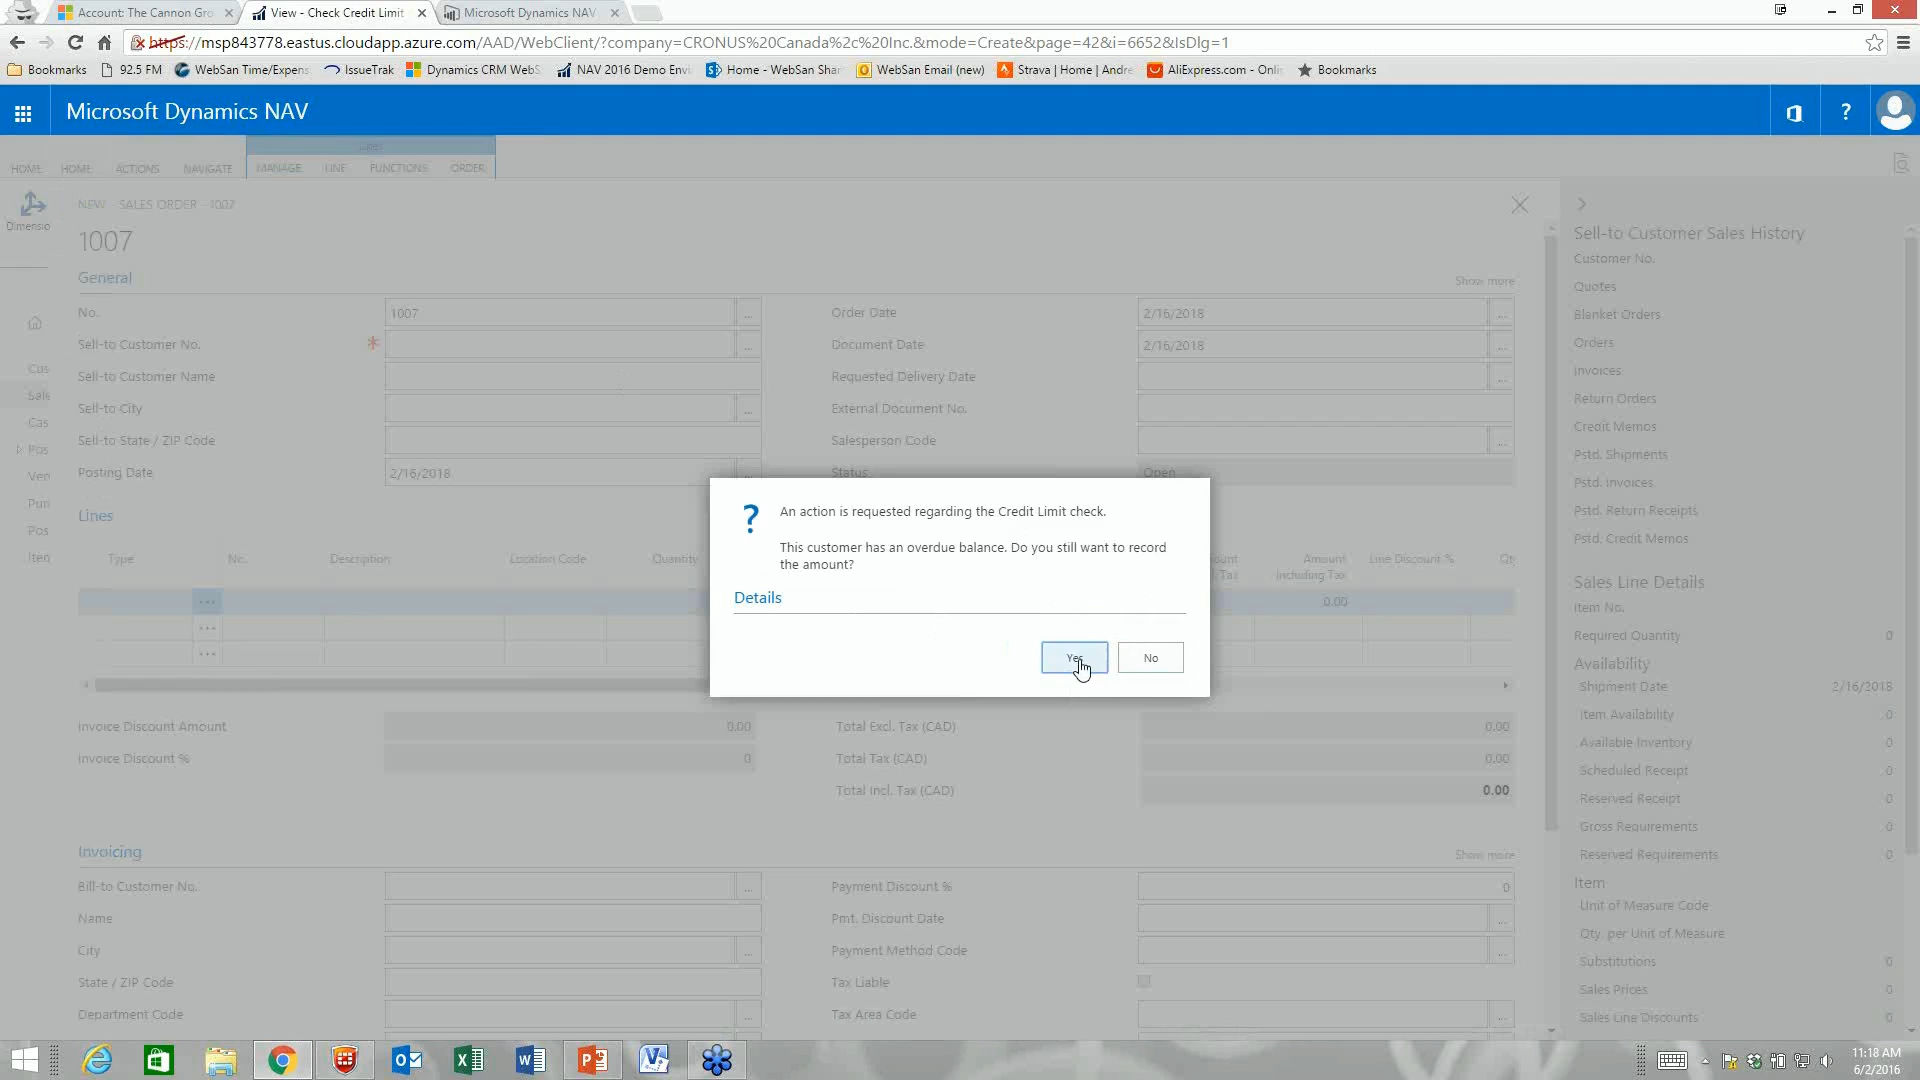 Account: The Cannon Gro
View - Check Credit Limit
Microsoft Dynamics NAV
https://msp843778.eastus.cloudapp.azure.com/AAD/WebClient/?company=CRONUS%20Canada%2c%20Inc.&mode=Create&page=42&i=6652&IsDlg=1
Bookmarks 92.5 FM WebSan Time/Expens IssueTrak Dynamics CRM WebS NAV 2016 Demo Envi Home - WebSan Shar WebSan Email (new) Strava | Home | Andre AliExpress.com - Onlin Bookmarks
Microsoft Dynamics NAV
?
Lines
HOME HOME ACTIONS NAVIGATE MANAGE LINE FUNCTIONS ORDER
Dimensio
NEW - SALES ORDER - 1007
1007
General
Show more
No. 1007
Sell-to Customer No. *
Sell-to Customer Name
Sell-to City
Sell-to State / ZIP Code
Posting Date 2/16/2018
Order Date 2/16/2018
Document Date 2/16/2018
Requested Delivery Date
External Document No.
Salesperson Code
Status Open
Cus
Sale
Cas
Pos
Ven
Pur
Pos
Iten
Lines
Type No. Description Location Code Quantity
Amount Including Tax Line Discount % Qty
0.00
?
An action is requested regarding the Credit Limit check.
This customer has an overdue balance. Do you still want to record
the amount?
Details
Yes No
Invoice Discount Amount 0.00
Invoice Discount % 0
Total Excl. Tax (CAD) 0.00
Total Tax (CAD) 0.00
Total Incl. Tax (CAD) 0.00
Invoicing
Show more
Bill-to Customer No.
Name
City
State / ZIP Code
Department Code
Payment Discount % 0
Pmt. Discount Date
Payment Method Code
Tax Liable
Tax Area Code
Sell-to Customer Sales History
Customer No.
Quotes
Blanket Orders
Orders
Invoices
Return Orders
Credit Memos
Pstd. Shipments
Pstd. Invoices
Pstd. Return Receipts
Pstd. Credit Memos
Sales Line Details
Item No.
Required Quantity 0
Availability
Shipment Date 2/16/2018
Item Availability 0
Available Inventory 0
Scheduled Receipt 0
Reserved Receipt 0
Gross Requirements 0
Reserved Requirements 0
Item
Unit of Measure Code
Qty. per Unit of Measure
Substitutions 0
Sales Prices 0
Sales Line Discounts 0
11:18 AM
6/2/2016